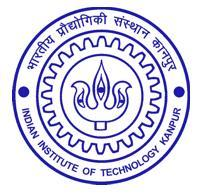 भारतीय प्रौद्योगिकी संस्थान कानपुर
INDIAN INSTITUTE OF TECHNOLOGY KANPUR